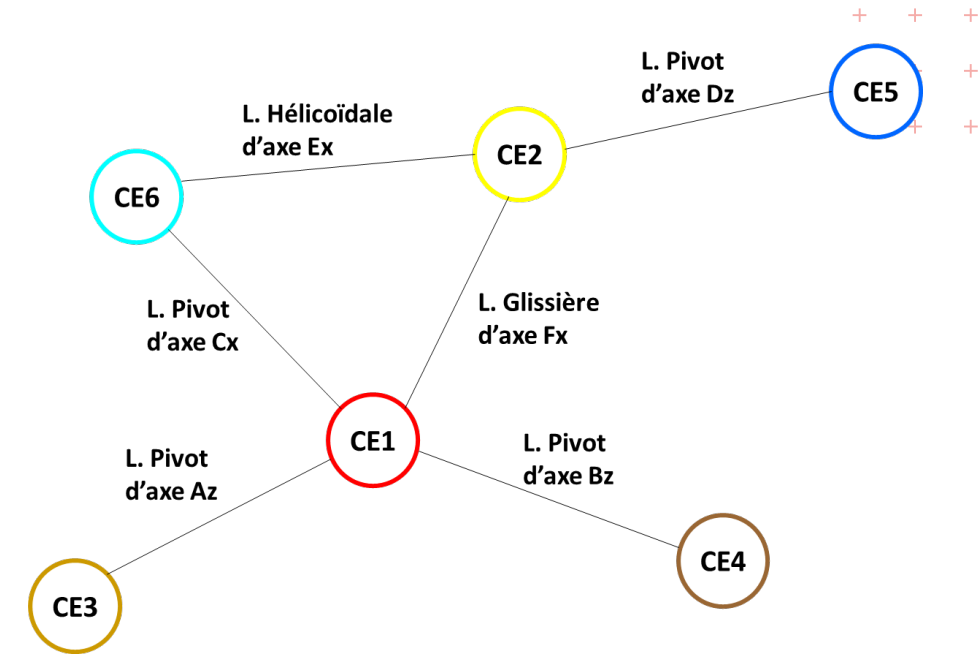 L. Pivot
d’axe Dz
CE5
L. Hélicoïdale
d’axe Ex
CE2
CE6
L. Glissière
d’axe Fx
L. Pivot
d’axe Cx
CE1
L. Pivot
d’axe Bz
L. Pivot
d’axe Az
CE4
CE3